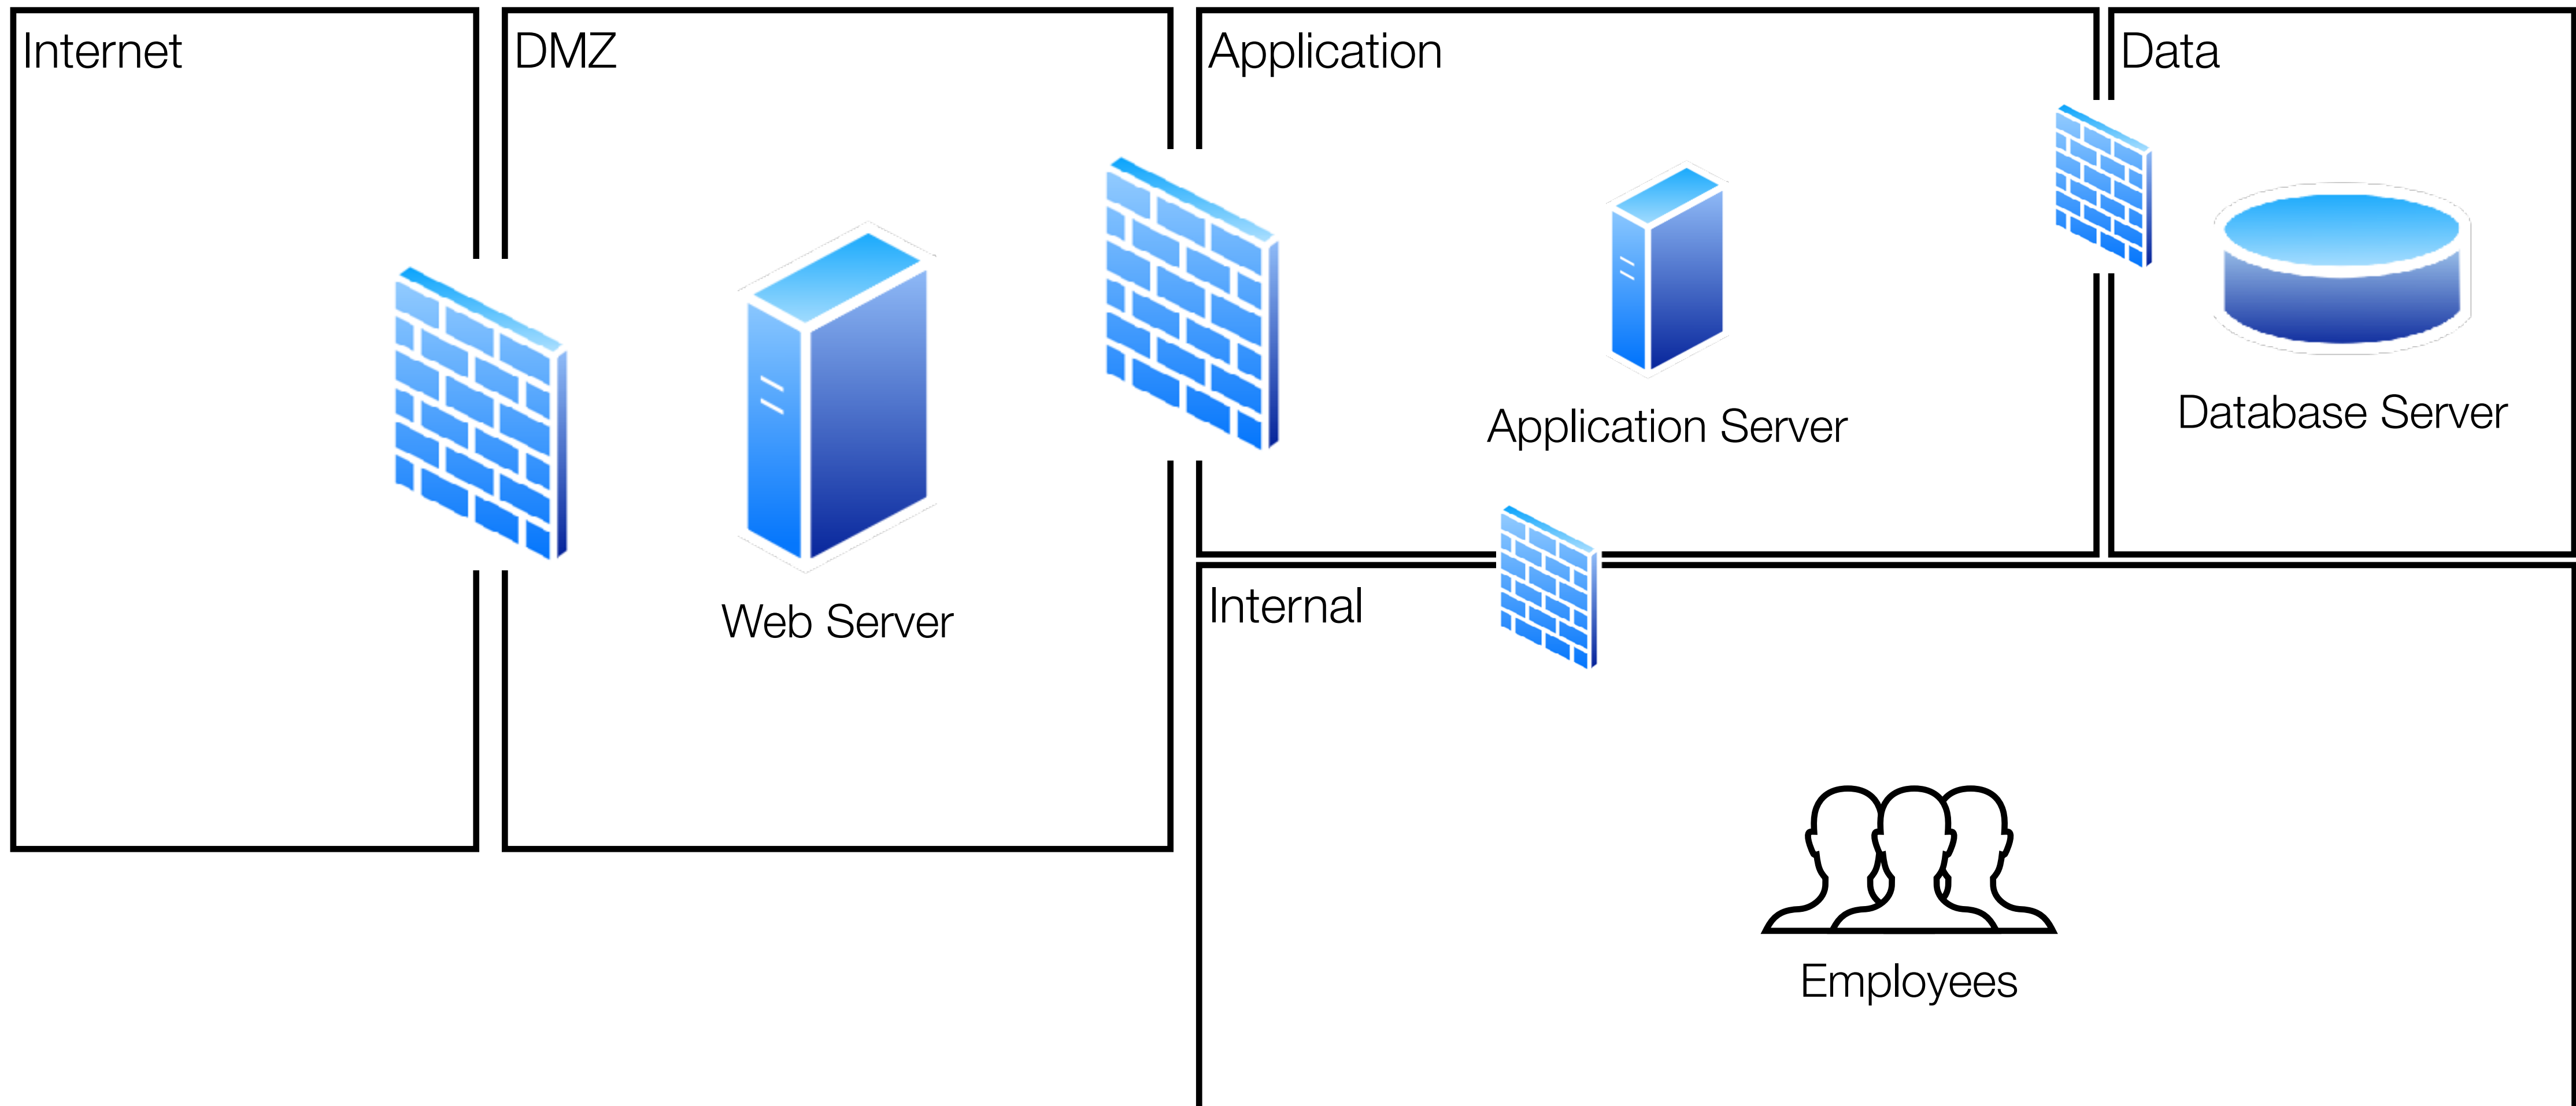 Internet
DMZ
Application
Data
Web Server
Application Server
Database Server
Internal
Employees